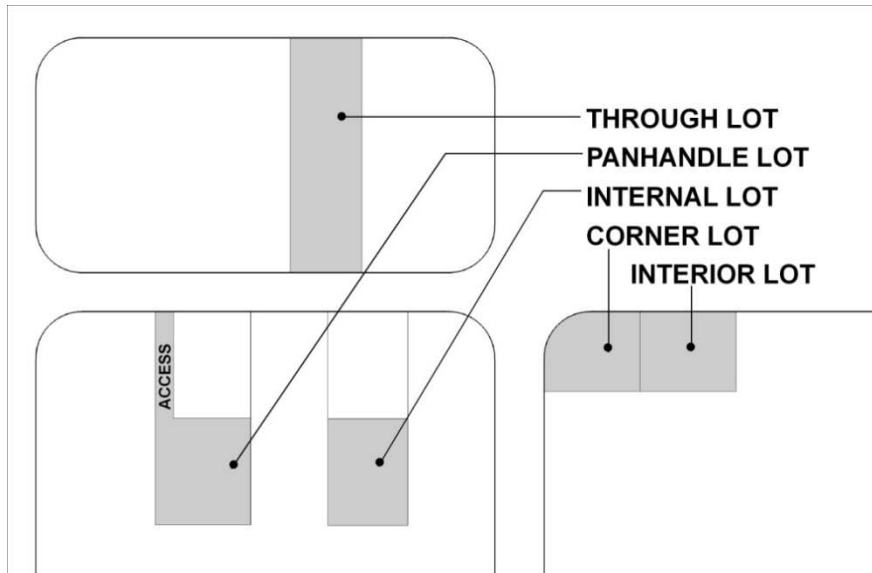 THROUGH LOT
PANHANDLE LOT
INTERNAL LOT
CORNER LOT
INTERIOR LOT
ACCESS